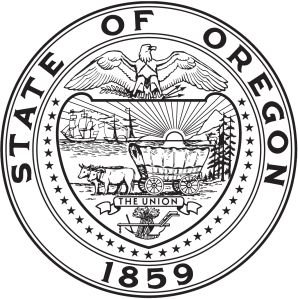 STATE OF OREGON
THE UNION
1859